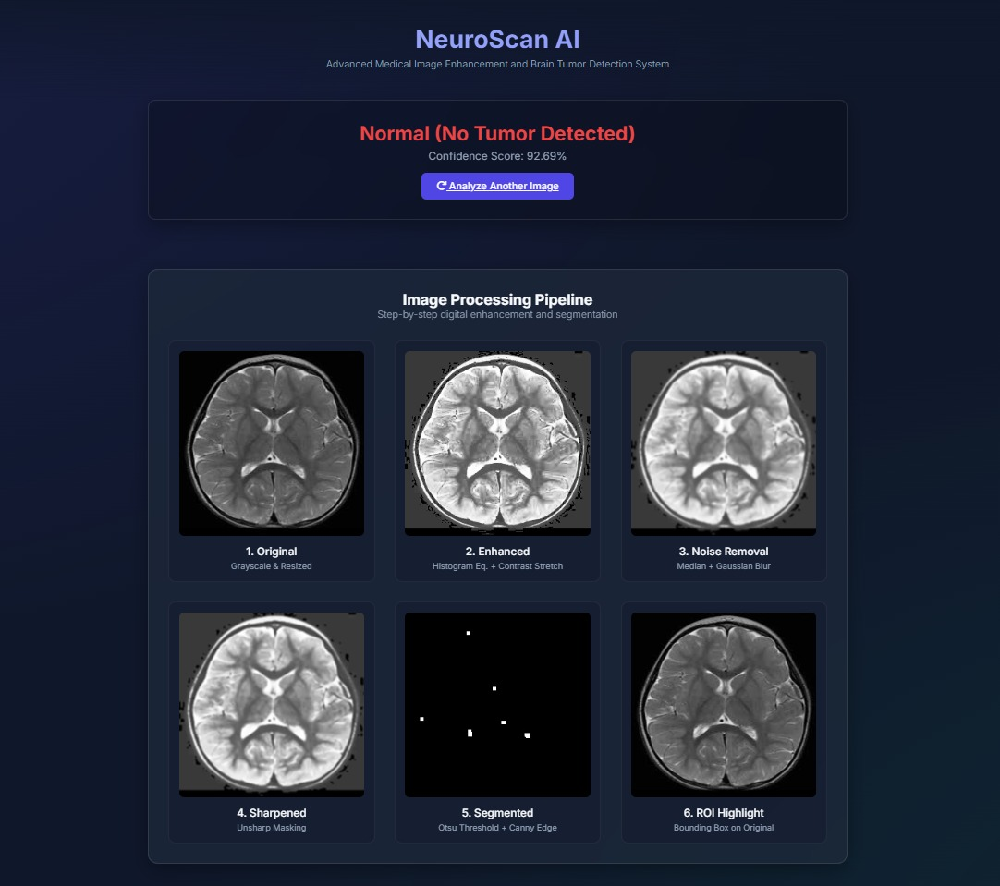 NeuroScan AI
Advanced Medical Image Enhancement and Brain Tumor Detection System
Normal (No Tumor Detected)
Confidence Score: 92.69%
Analyze Another Image
Image Processing Pipeline
Step-by-step digital enhancement and segmentation
1. Original
Grayscale & Resized
2. Enhanced
Histogram Eq. + Contrast Stretch
3. Noise Removal
Median + Gaussian Blur
4. Sharpened
Unsharp Masking
5. Segmented
Otsu Threshold + Canny Edge
6. ROI Highlight
Bounding Box on Original